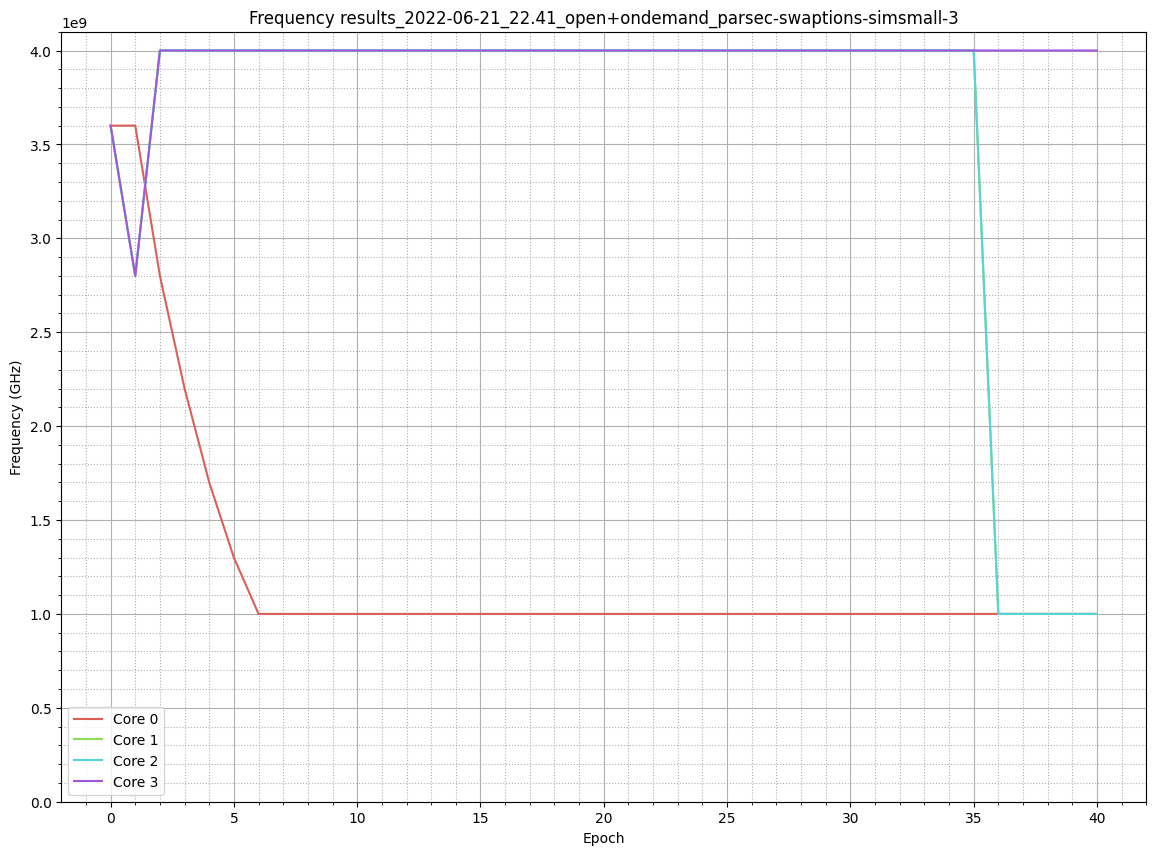 Frequency results_2022-06-21_22.41_open+ondemand_parsec-swaptions-simsmall-3
1e9
4.0
3.5
3.0
2.5
2.0
1.5
1.0
0.5
0.0
Frequency (GHz)
Core 0
Core 1
Core 2
Core 3
0 5 10 15 20 25 30 35 40
Epoch